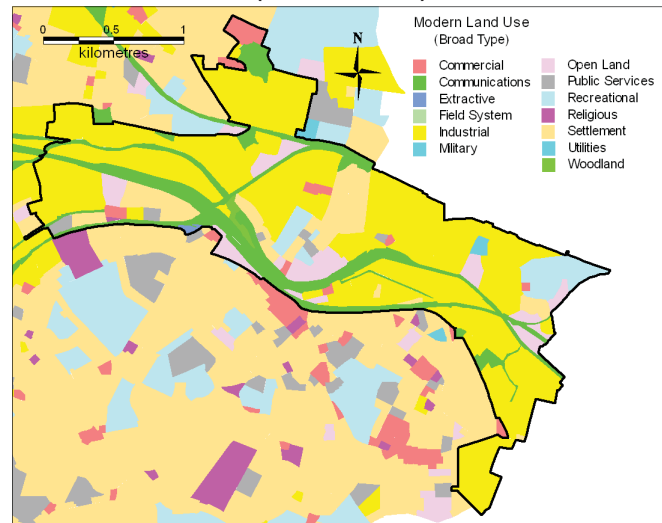 0 0.5 1
kilometres
N
Modern Land Use
(Broad Type)
Commercial
Communications
Extractive
Field System
Industrial
Military
Open Land
Public Services
Recreational
Religious
Settlement
Utilities
Woodland